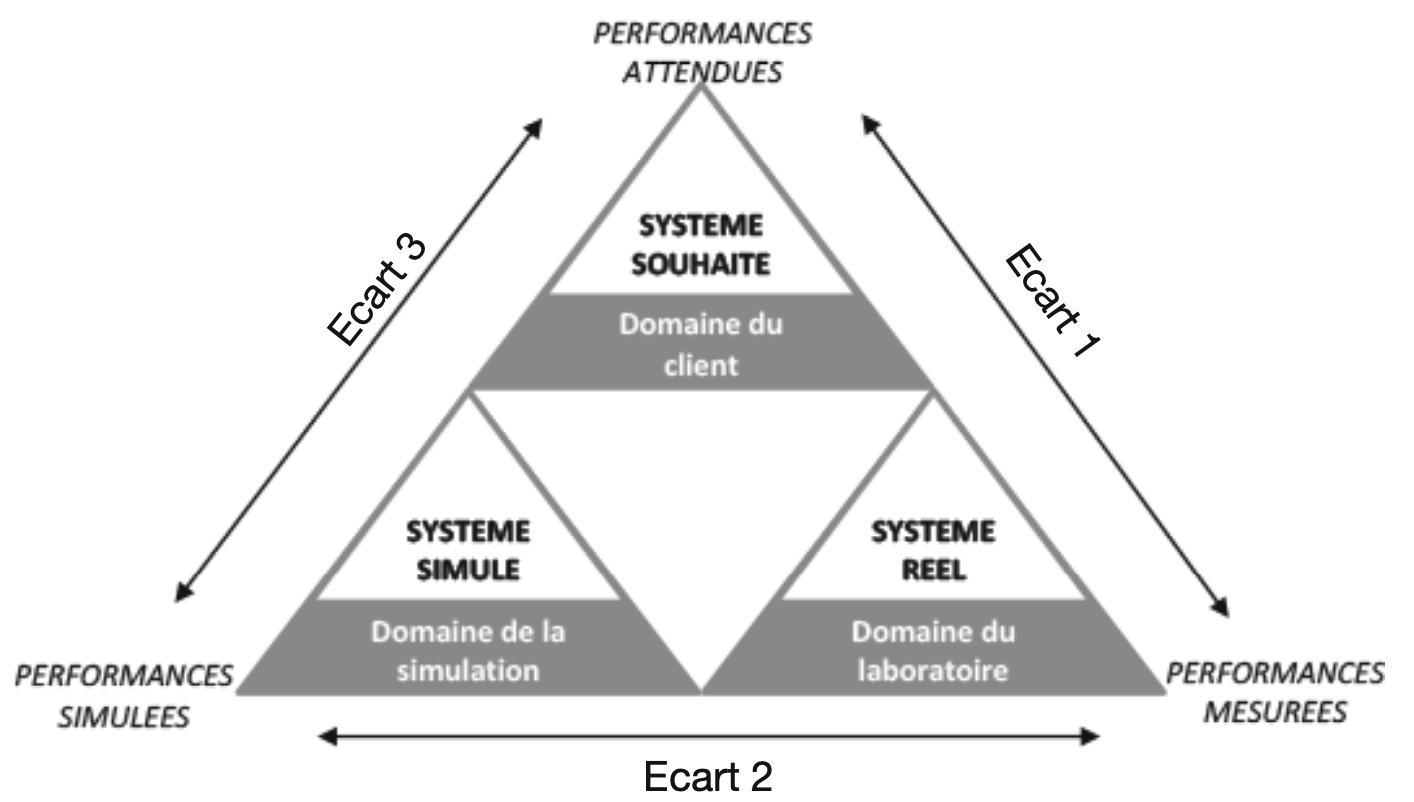 PERFORMANCES
ATTENDUES
Ecart 3
Ecart 1
SYSTEME
SOUHAITE
Domaine du
client
SYSTEME
SIMULE
Domaine de la
simulation
SYSTEME
REEL
Domaine du
laboratoire
PERFORMANCES
SIMULEES
PERFORMANCES
MESUREES
Ecart 2